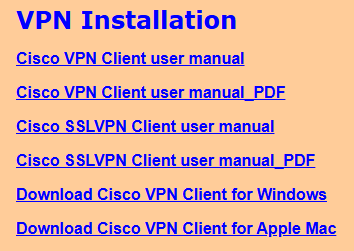 VPN Installation
Cisco VPN Client user manual
Cisco VPN Client user manual_PDF
Cisco SSLVPN Client user manual
Cisco SSLVPN Client user manual_PDF
Download Cisco VPN Client for Windows
Download Cisco VPN Client for Apple Mac